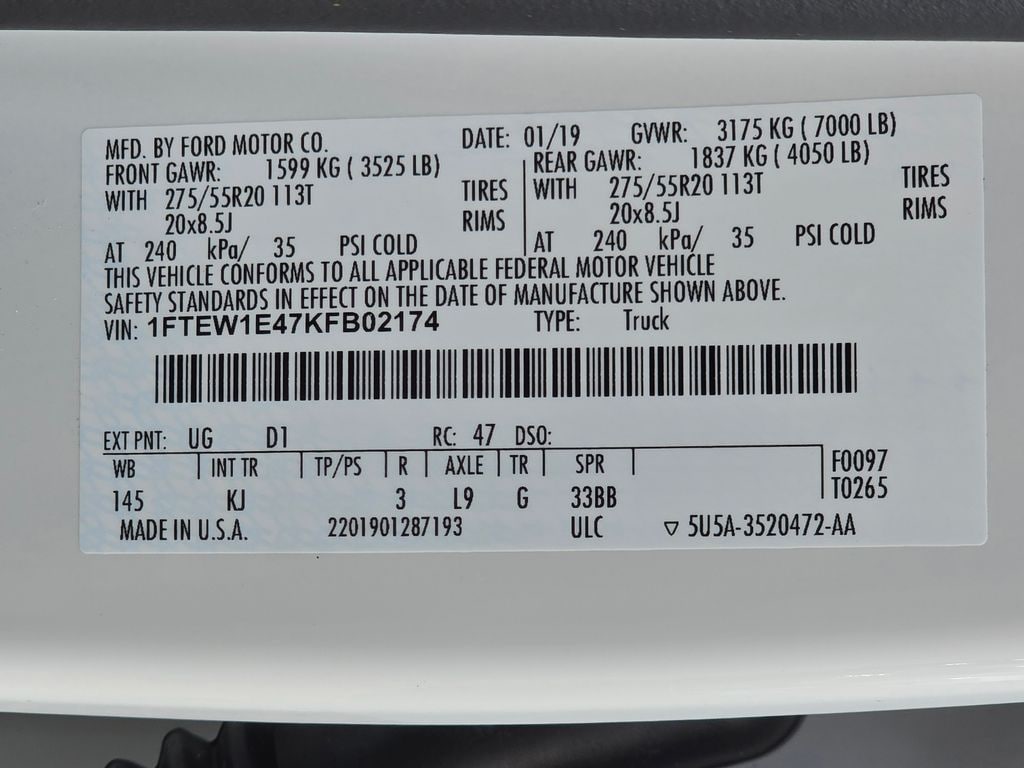 MFD. BY FORD MOTOR CO. DATE: 01/19 GVWR: 3175 KG ( 7000 LB)
FRONT GAWR: 1599 KG ( 3525 LB) REAR GAWR: 1837 KG ( 4050 LB)
WITH 275/55R20 113T TIRES WITH 275/55R20 113T TIRES
20x8.5J RIMS 20x8.5J RIMS
AT 240 kPa/ 35 PSI COLD AT 240 kPa/ 35 PSI COLD
THIS VEHICLE CONFORMS TO ALL APPLICABLE FEDERAL MOTOR VEHICLE
SAFETY STANDARDS IN EFFECT ON THE DATE OF MANUFACTURE SHOWN ABOVE.
VIN: 1FTEW1E47KFB02174 TYPE: Truck
EXT PNT: UG D1 RC: 47 DSO:
WB INT TR TP/PS R AXLE TR SPR F0097
145 KJ 3 L9 G 33BB T0265
MADE IN U.S.A. 2201901287193 ULC ▽ 5U5A-3520472-AA